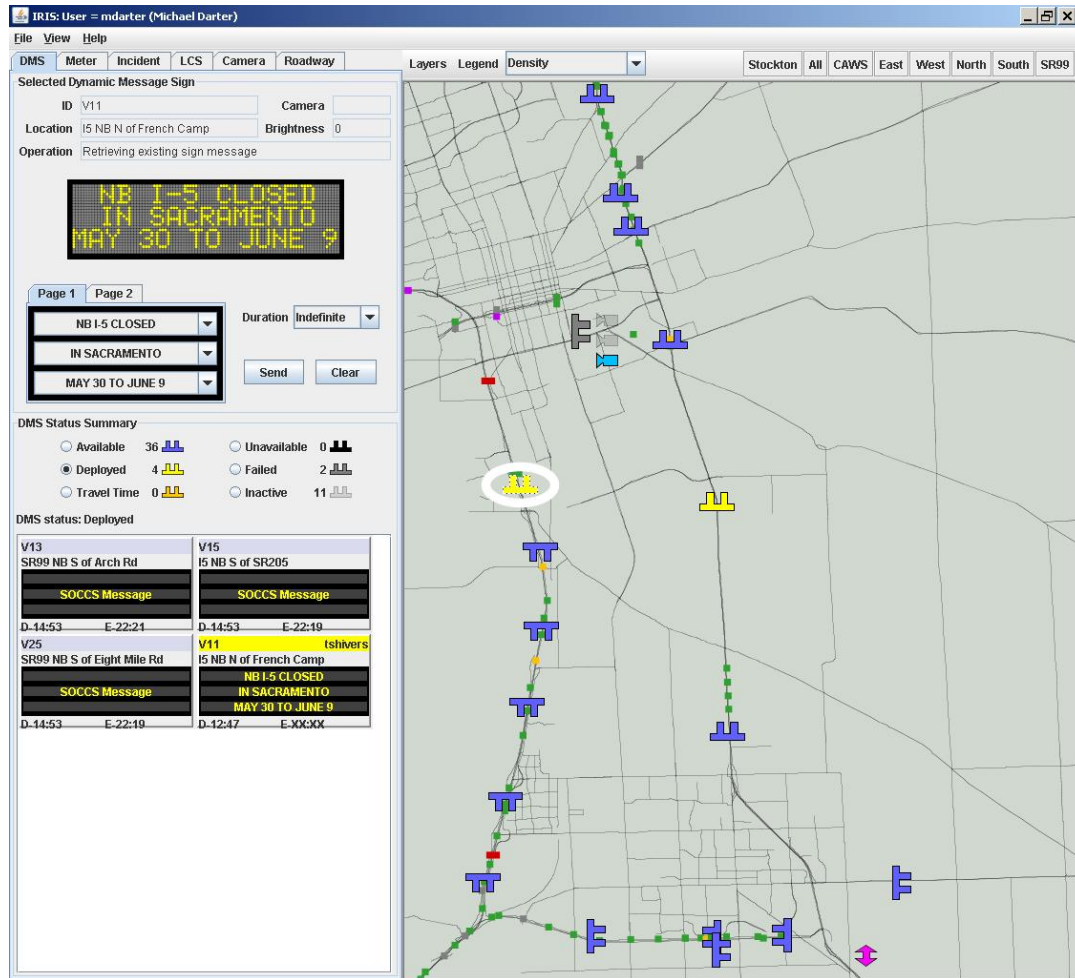 IRIS: User = mdarter (Michael Darter)
File View Help
DMS Meter Incident LCS Camera Roadway
Layers Legend Density
Stockton All CAWS East West North South SR99
Selected Dynamic Message Sign
ID V11 Camera
Location I5 NB N of French Camp Brightness 0
Operation Retrieving existing sign message
NB I-5 CLOSED
IN SACRAMENTO
MAY 30 TO JUNE 9
Page 1 Page 2
NB I-5 CLOSED
IN SACRAMENTO
MAY 30 TO JUNE 9
Duration Indefinite
Send Clear
DMS Status Summary
Available 36 Unavailable 0
Deployed 4 Failed 2
Travel Time 0 Inactive 11
DMS status: Deployed
V13
SR99 NB S of Arch Rd
SOCCS Message
D-14:53 E-22:21
V15
I5 NB S of SR205
SOCCS Message
D-14:53 E-22:19
V25
SR99 NB S of Eight Mile Rd
SOCCS Message
D-14:53 E-22:19
V11 tshivers
I5 NB N of French Camp
NB I-5 CLOSED
IN SACRAMENTO
MAY 30 TO JUNE 9
D-12:47 E-XX:XX